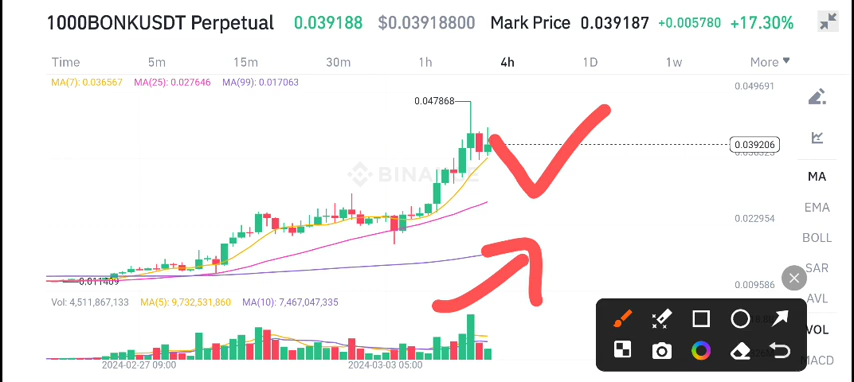 1000BONKUSDT Perpetual 0.039188 $0.03918800 Mark Price 0.039187 +0.005780 +17.30%
Time 5m 15m 30m 1h 4h 1D 1w More
MA(7): 0.036567 MA(25): 0.027646 MA(99): 0.017063
0.049691
0.047868
0.039206
BINANCE
MA
EMA
0.022954
BOLL
SAR
0.011409
0.009586
AVL
Vol: 4,511,867,133 MA(5): 9,732,531,860 MA(10): 7,467,047,335
VOL
MACD
2024-02-27 09:00 2024-03-03 05:00